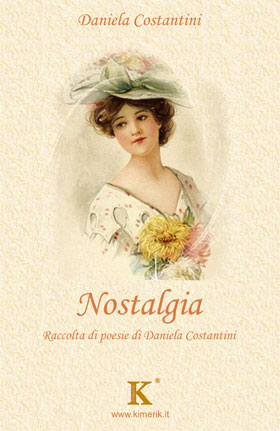 Daniela Costantini
Nostalgia
Raccolta di poesie di Daniela Costantini
K®
www.kimerik.it